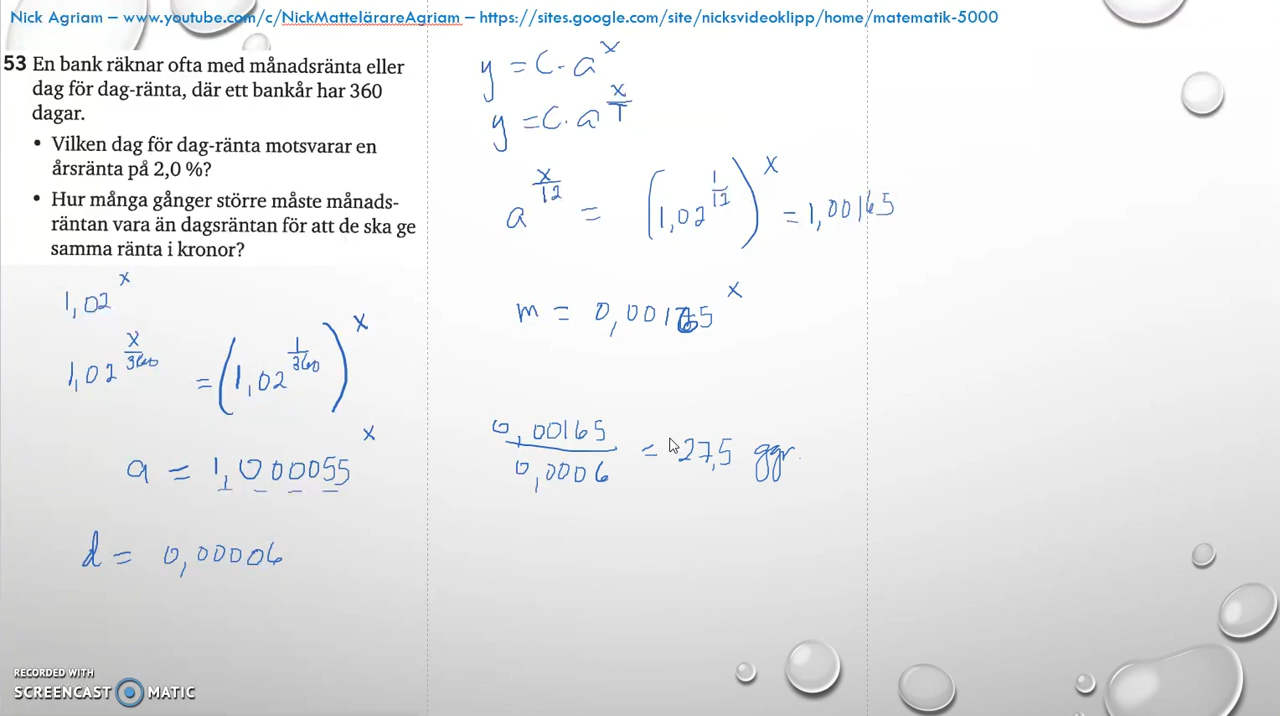 Nick Agriam – www.youtube.com/c/NickMattelärareAgriam – https://sites.google.com/site/nicksvideoklipp/home/matematik-5000
53 En bank räknar ofta med månadsränta eller
dag för dag-ränta, där ett bankår har 360
dagar.
• Vilken dag för dag-ränta motsvarar en
årsränta på 2,0 %?
• Hur många gånger större måste månads-
räntan vara än dagsräntan för att de ska ge
samma ränta i kronor?
1,02^x
1,02^(x/360) = (1,02^(1/360))^x
a = 1,000055^x
d = 0,00006
y = C · a^x
y = C · a^(x/T)
a^(x/12) = (1,02^(1/12))^x = 1,00165
m = 0,00165^x
0,00165/0,0006 = 27,5 ggr.
RECORDED WITH
SCREENCAST MATIC